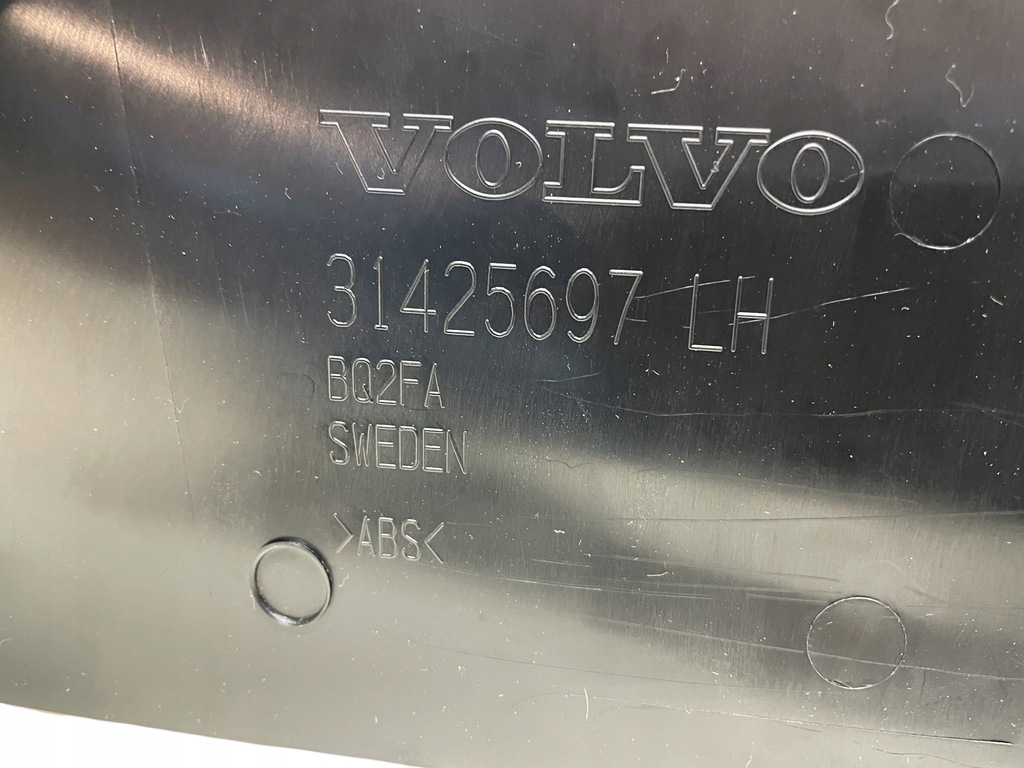 VOLVO
31425697 LH
BQ2FA
SWEDEN
>ABS<